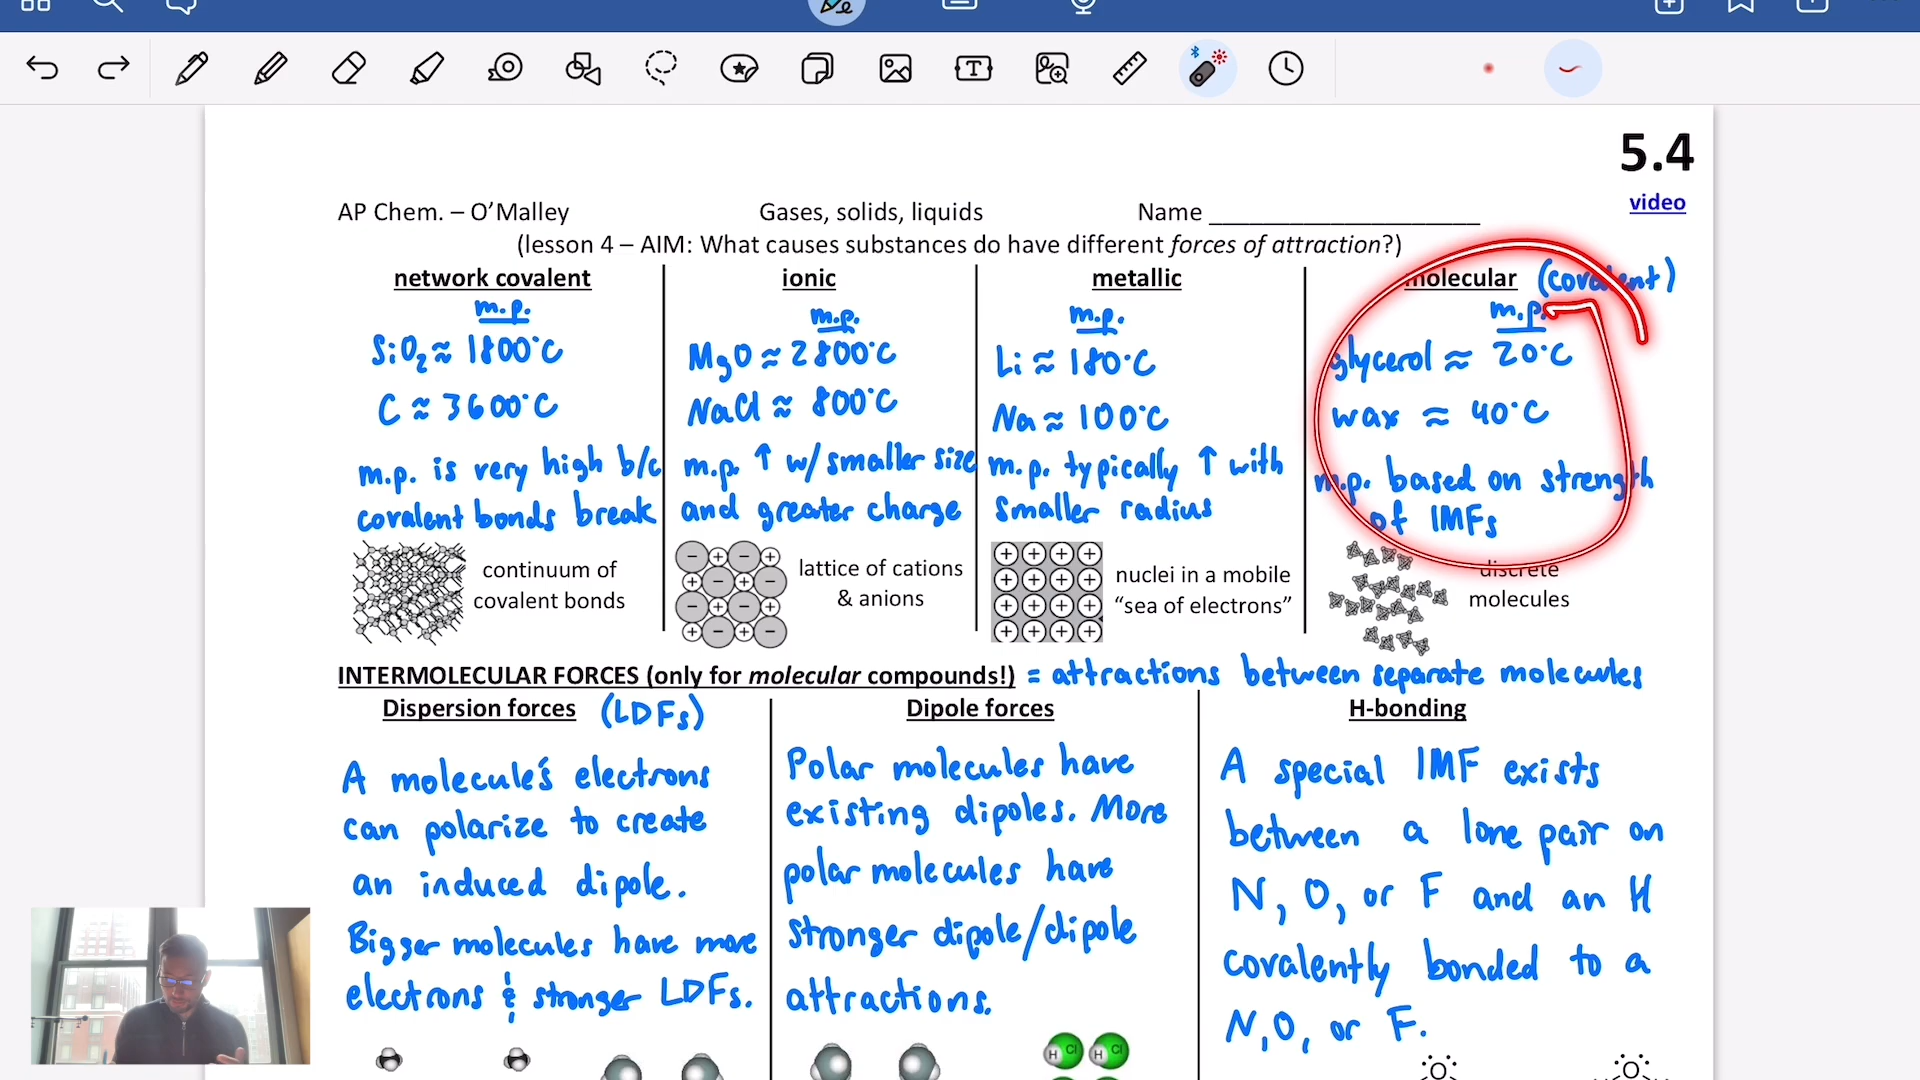 5.4
video
AP Chem. – O’Malley Gases, solids, liquids Name ____________________
(lesson 4 – AIM: What causes substances do have different forces of attraction?)
network covalent
m.p.
SiO₂ ≈ 1800°C
C ≈ 3600°C
m.p. is very high b/c
covalent bonds break
continuum of
covalent bonds
ionic
m.p.
MgO ≈ 2800°C
NaCl ≈ 800°C
m.p. ↑ w/ smaller size
and greater charge
lattice of cations
& anions
metallic
m.p.
Li ≈ 180°C
Na ≈ 100°C
m.p. typically ↑ with
smaller radius
nuclei in a mobile
“sea of electrons”
molecular (covalent)
m.p.
glycerol ≈ 20°C
wax ≈ 40°C
m.p. based on strength
of IMFs
discrete
molecules
INTERMOLECULAR FORCES (only for molecular compounds!) = attractions between separate molecules
Dispersion forces (LDFs)
A molecule's electrons
can polarize to create
an induced dipole.
Bigger molecules have more
electrons & stronger LDFs.
Dipole forces
Polar molecules have
existing dipoles. More
polar molecules have
stronger dipole/dipole
attractions.
H Cl H Cl
H-bonding
A special IMF exists
between a lone pair on
N, O, or F and an H
covalently bonded to a
N, O, or F.
O O